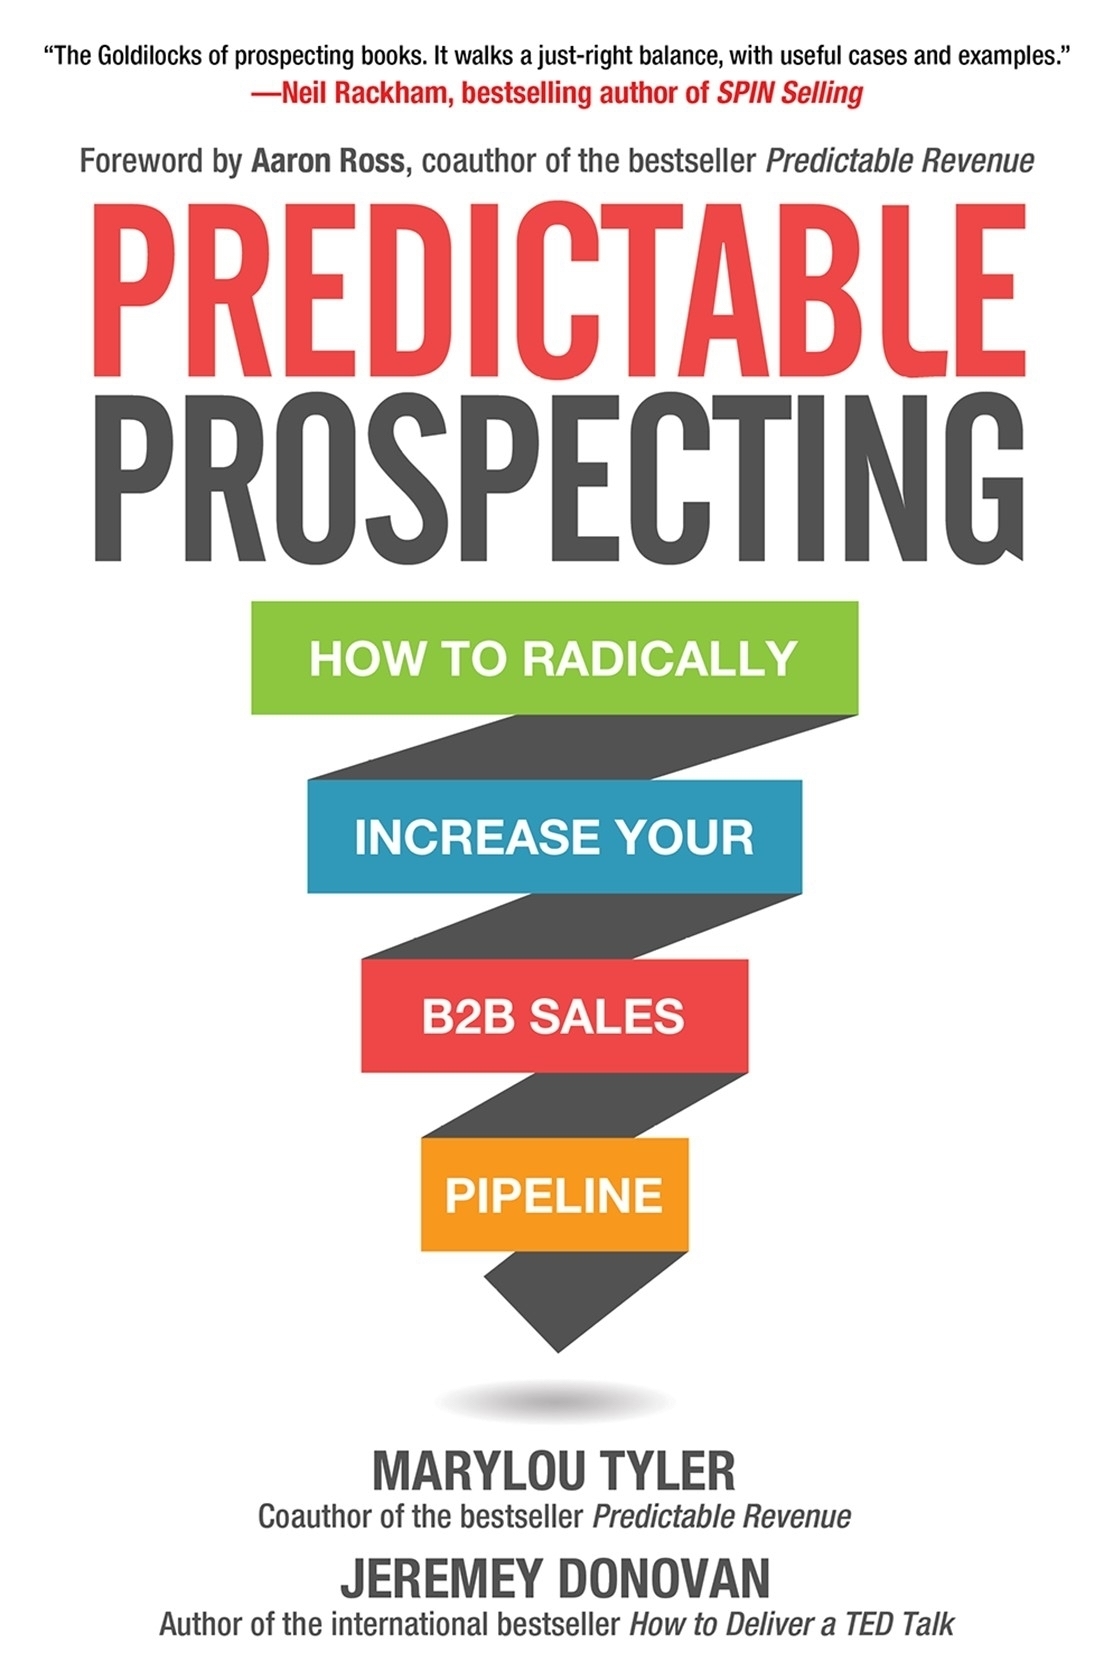 “The Goldilocks of prospecting books. It walks a just-right balance, with useful cases and examples.”
—Neil Rackham, bestselling author of SPIN Selling
Foreword by Aaron Ross, coauthor of the bestseller Predictable Revenue
PREDICTABLE
PROSPECTING
HOW TO RADICALLY
INCREASE YOUR
B2B SALES
PIPELINE
MARYLOU TYLER
Coauthor of the bestseller Predictable Revenue
JEREMEY DONOVAN
Author of the international bestseller How to Deliver a TED Talk